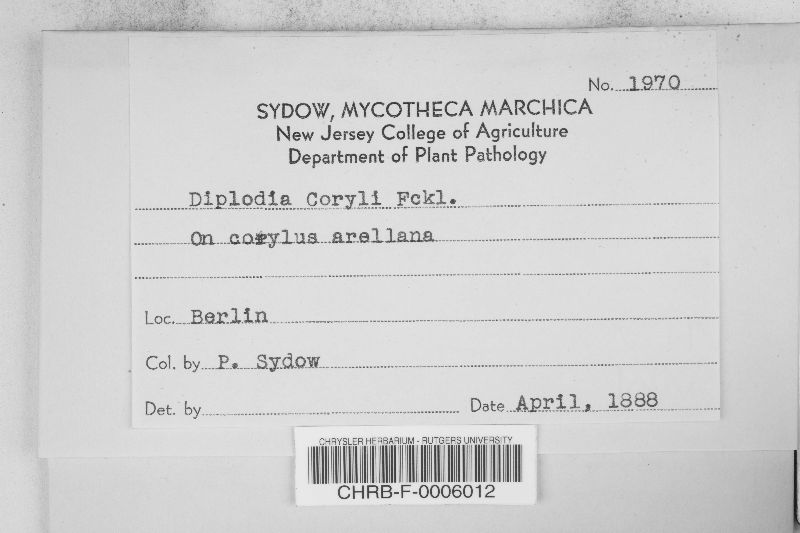 No. 1970
SYDOW, MYCOTHECA MARCHICA
New Jersey College of Agriculture
Department of Plant Pathology
Diplodia Coryli Fckl.
On corylus arellana
Loc. Berlin
Col. by P. Sydow
Det. by Date April, 1888
CHRYSLER HERBARIUM - RUTGERS UNIVERSITY
CHRB-F-0006012